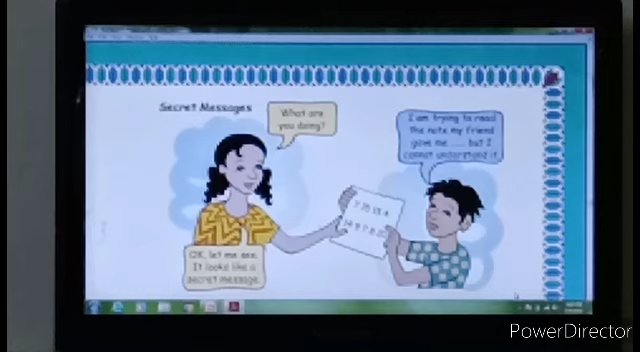 Secret Messages
What are
you doing?
I am trying to read
the note my friend
gave me ..... but I
cannot understand it
OK, let me see.
It looks like a
secret message.
PowerDirector